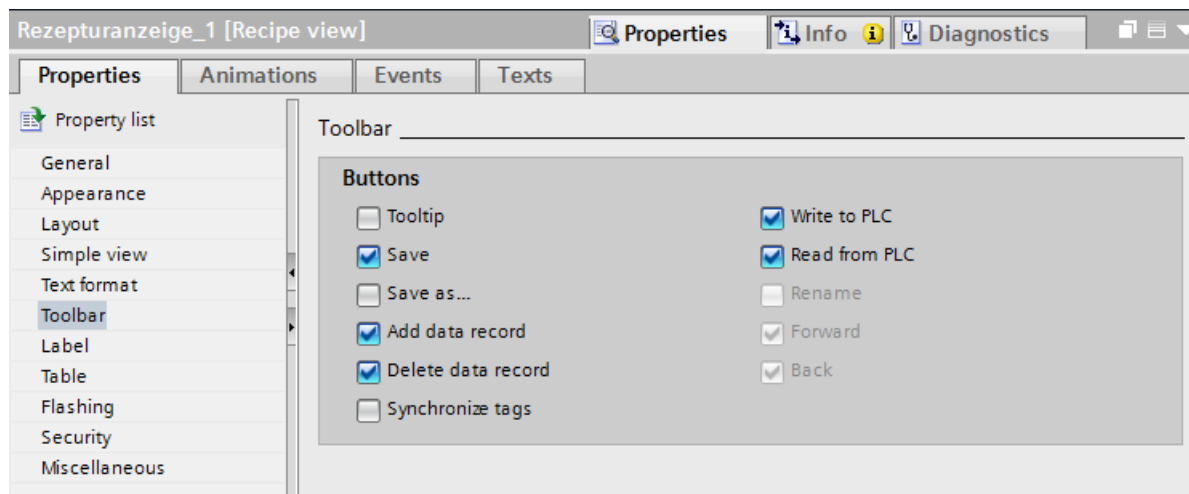 Rezepturanzeige_1 [Recipe view]
Properties
Info
Diagnostics
Properties
Animations
Events
Texts
Property list
General
Appearance
Layout
Simple view
Text format
Toolbar
Label
Table
Flashing
Security
Miscellaneous
Toolbar
Buttons
Tooltip
Save
Save as...
Add data record
Delete data record
Synchronize tags
Write to PLC
Read from PLC
Rename
Forward
Back